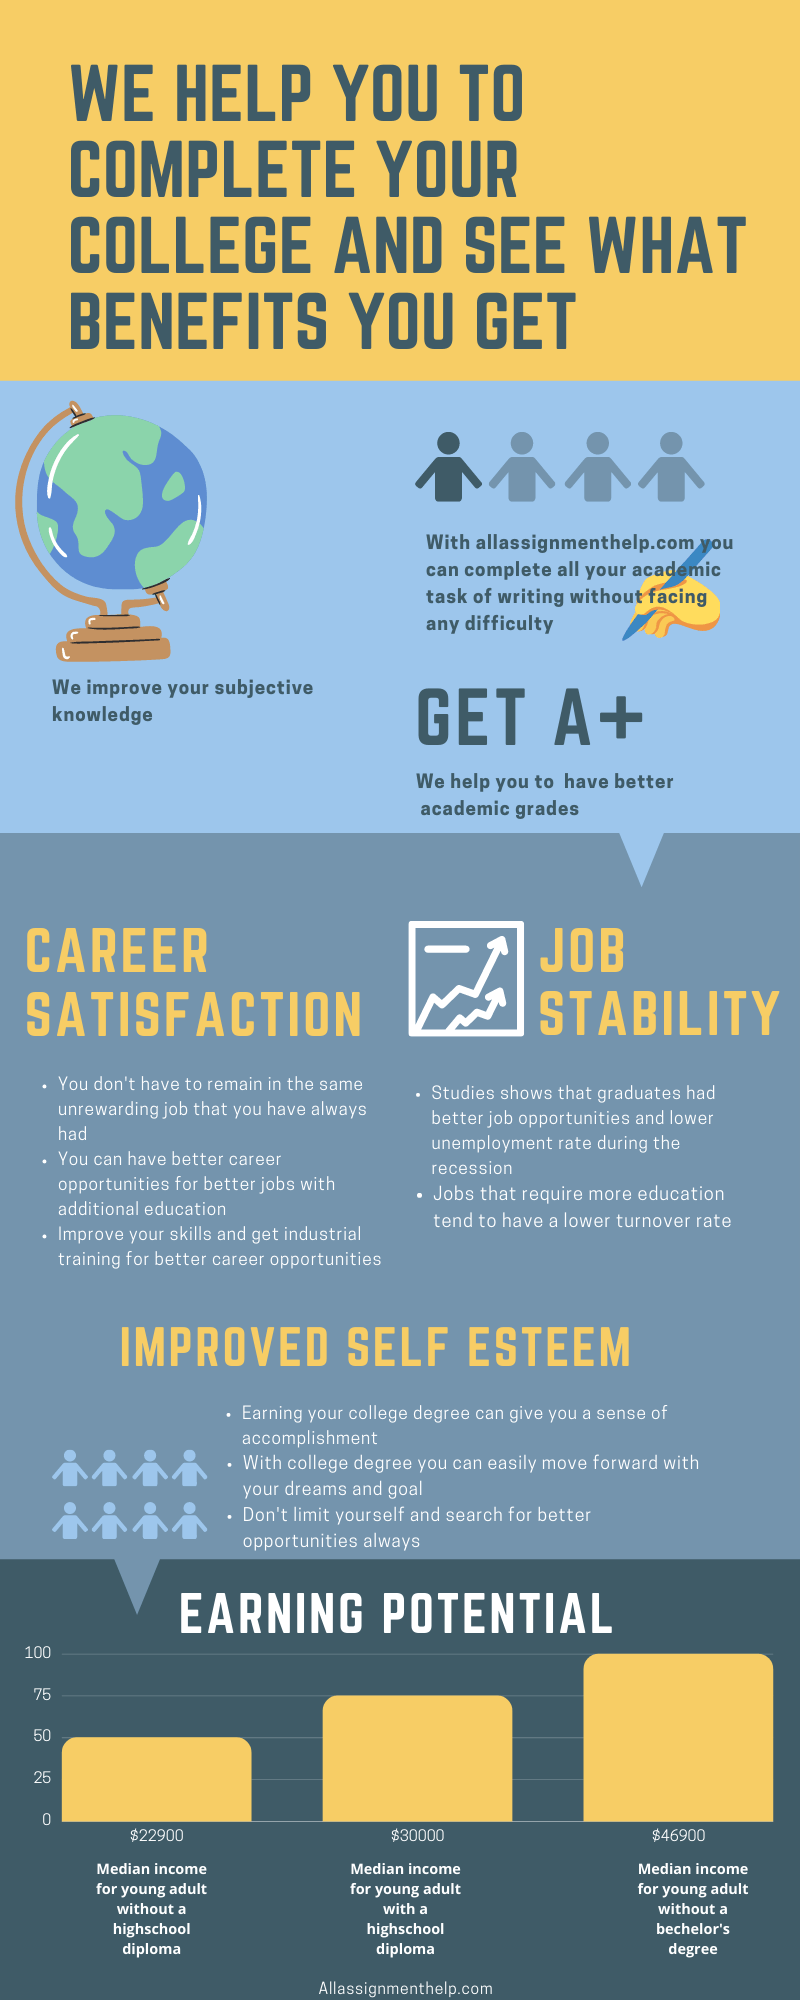 WE HELP YOU TO
COMPLETE YOUR
COLLEGE AND SEE WHAT
BENEFITS YOU GET
We improve your subjective
knowledge
With allassignmenthelp.com you
can complete all your academic
task of writing without facing
any difficulty
GET A+
We help you to have better
academic grades
CAREER
SATISFACTION
• You don't have to remain in the same
unrewarding job that you have always
had
• You can have better career
opportunities for better jobs with
additional education
• Improve your skills and get industrial
training for better career opportunities
JOB
STABILITY
• Studies shows that graduates had
better job opportunities and lower
unemployment rate during the
recession
• Jobs that require more education
tend to have a lower turnover rate
IMPROVED SELF ESTEEM
• Earning your college degree can give you a sense of
accomplishment
• With college degree you can easily move forward with
your dreams and goal
• Don't limit yourself and search for better
opportunities always
EARNING POTENTIAL
100
75
50
25
0
$22900
$30000
$46900
Median income
for young adult
without a
highschool
diploma
Median income
for young adult
with a
highschool
diploma
Median income
for young adult
without a
bechelor's
degree
Allassignmenthelp.com